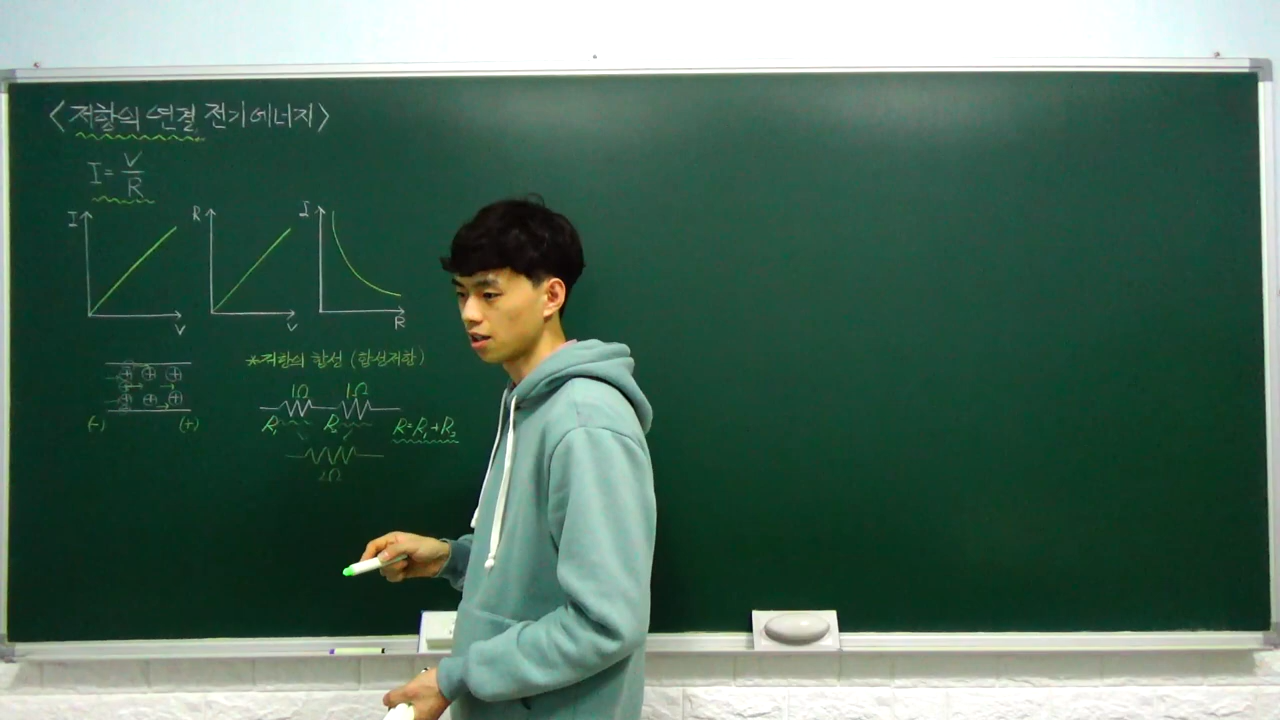 <저항의 연결 전기에너지>
I = V/R
I
V
R
V
I
R
(-) (+)
*저항의 합성 (합성저항)
1Ω 1Ω
R₁ R₂ R=R₁+R₂
2Ω